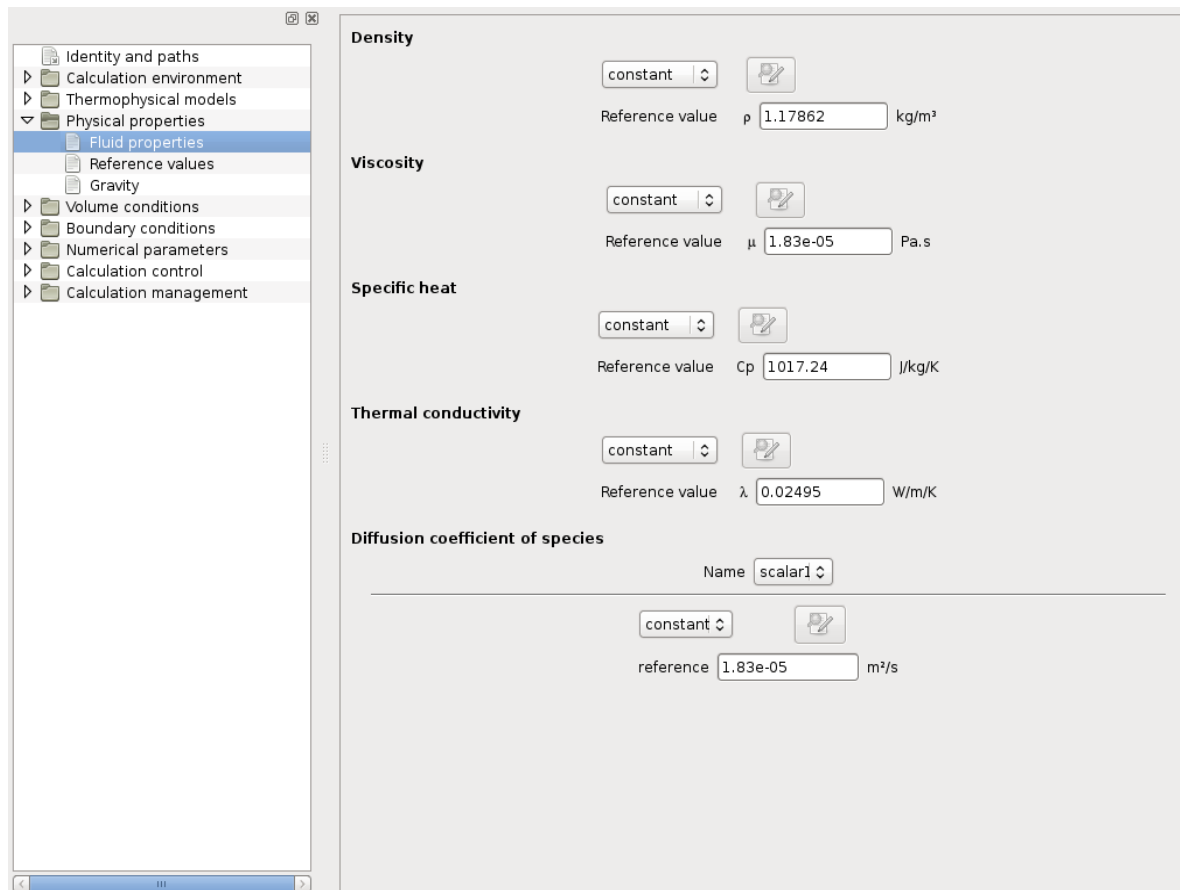 Identity and paths
Calculation environment
Thermophysical models
Physical properties
Fluid properties
Reference values
Gravity
Volume conditions
Boundary conditions
Numerical parameters
Calculation control
Calculation management
Density
constant
Reference value ρ 1.17862 kg/m³
Viscosity
constant
Reference value μ 1.83e-05 Pa.s
Specific heat
constant
Reference value Cp 1017.24 J/kg/K
Thermal conductivity
constant
Reference value λ 0.02495 W/m/K
Diffusion coefficient of species
Name scalar1
constant
reference 1.83e-05 m²/s